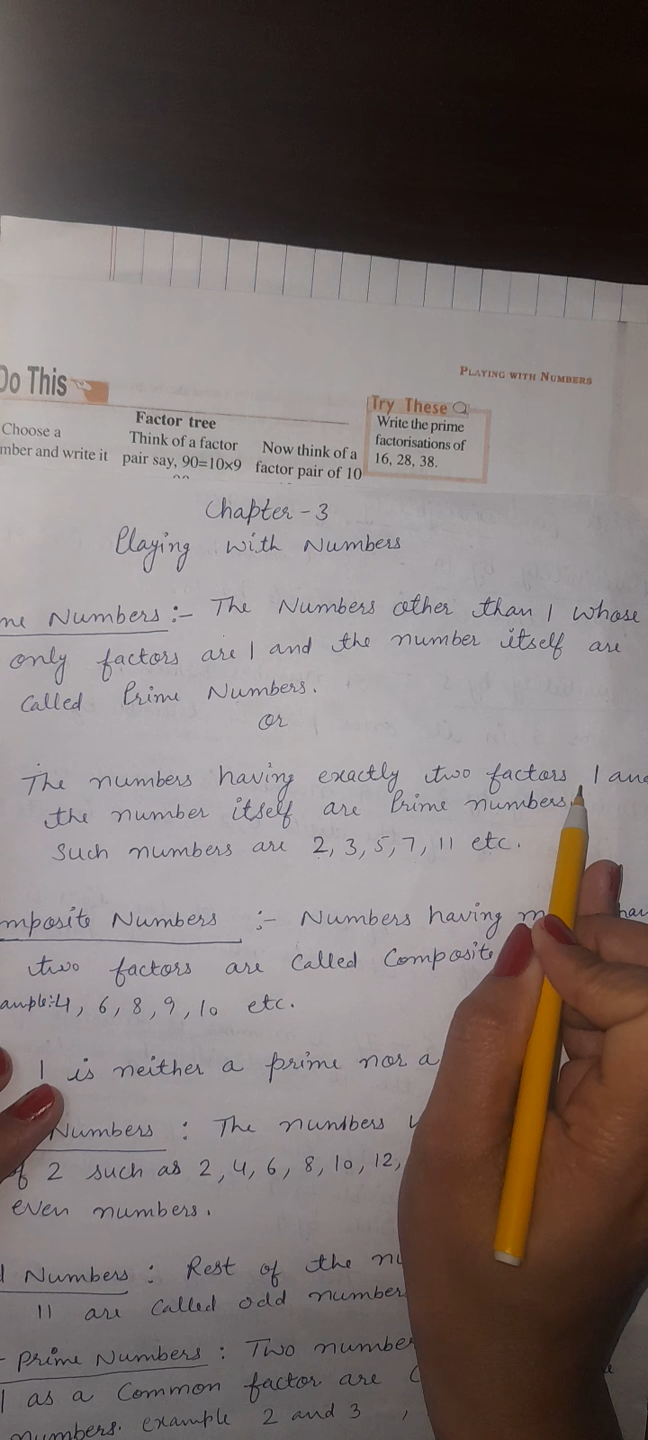 PLAYING WITH NUMBERS
Do This
Factor tree
Choose a
Think of a factor
Now think of a
mber and write it
pair say, 90=10×9
factor pair of 10
Try These
Write the prime
factorisations of
16, 28, 38.
Chapter - 3
Playing with Numbers
me Numbers :- The Numbers other than 1 whose
only factors are 1 and the number itself are
called Prime Numbers.
or
The numbers having exactly two factors 1 and
the number itself are Prime numbers.
Such numbers are 2, 3, 5, 7, 11 etc.
mposite Numbers :- Numbers having
two factors are called Composite
ample:- 4, 6, 8, 9, 10 etc.
1 is neither a prime nor a
Numbers : The numbers
of 2 such as 2, 4, 6, 8, 10, 12,
even numbers.
d Numbers : Rest of the
11 are called odd number
- prime Numbers : Two number
1 as a Common factor are
numbers. example 2 and 3 ,